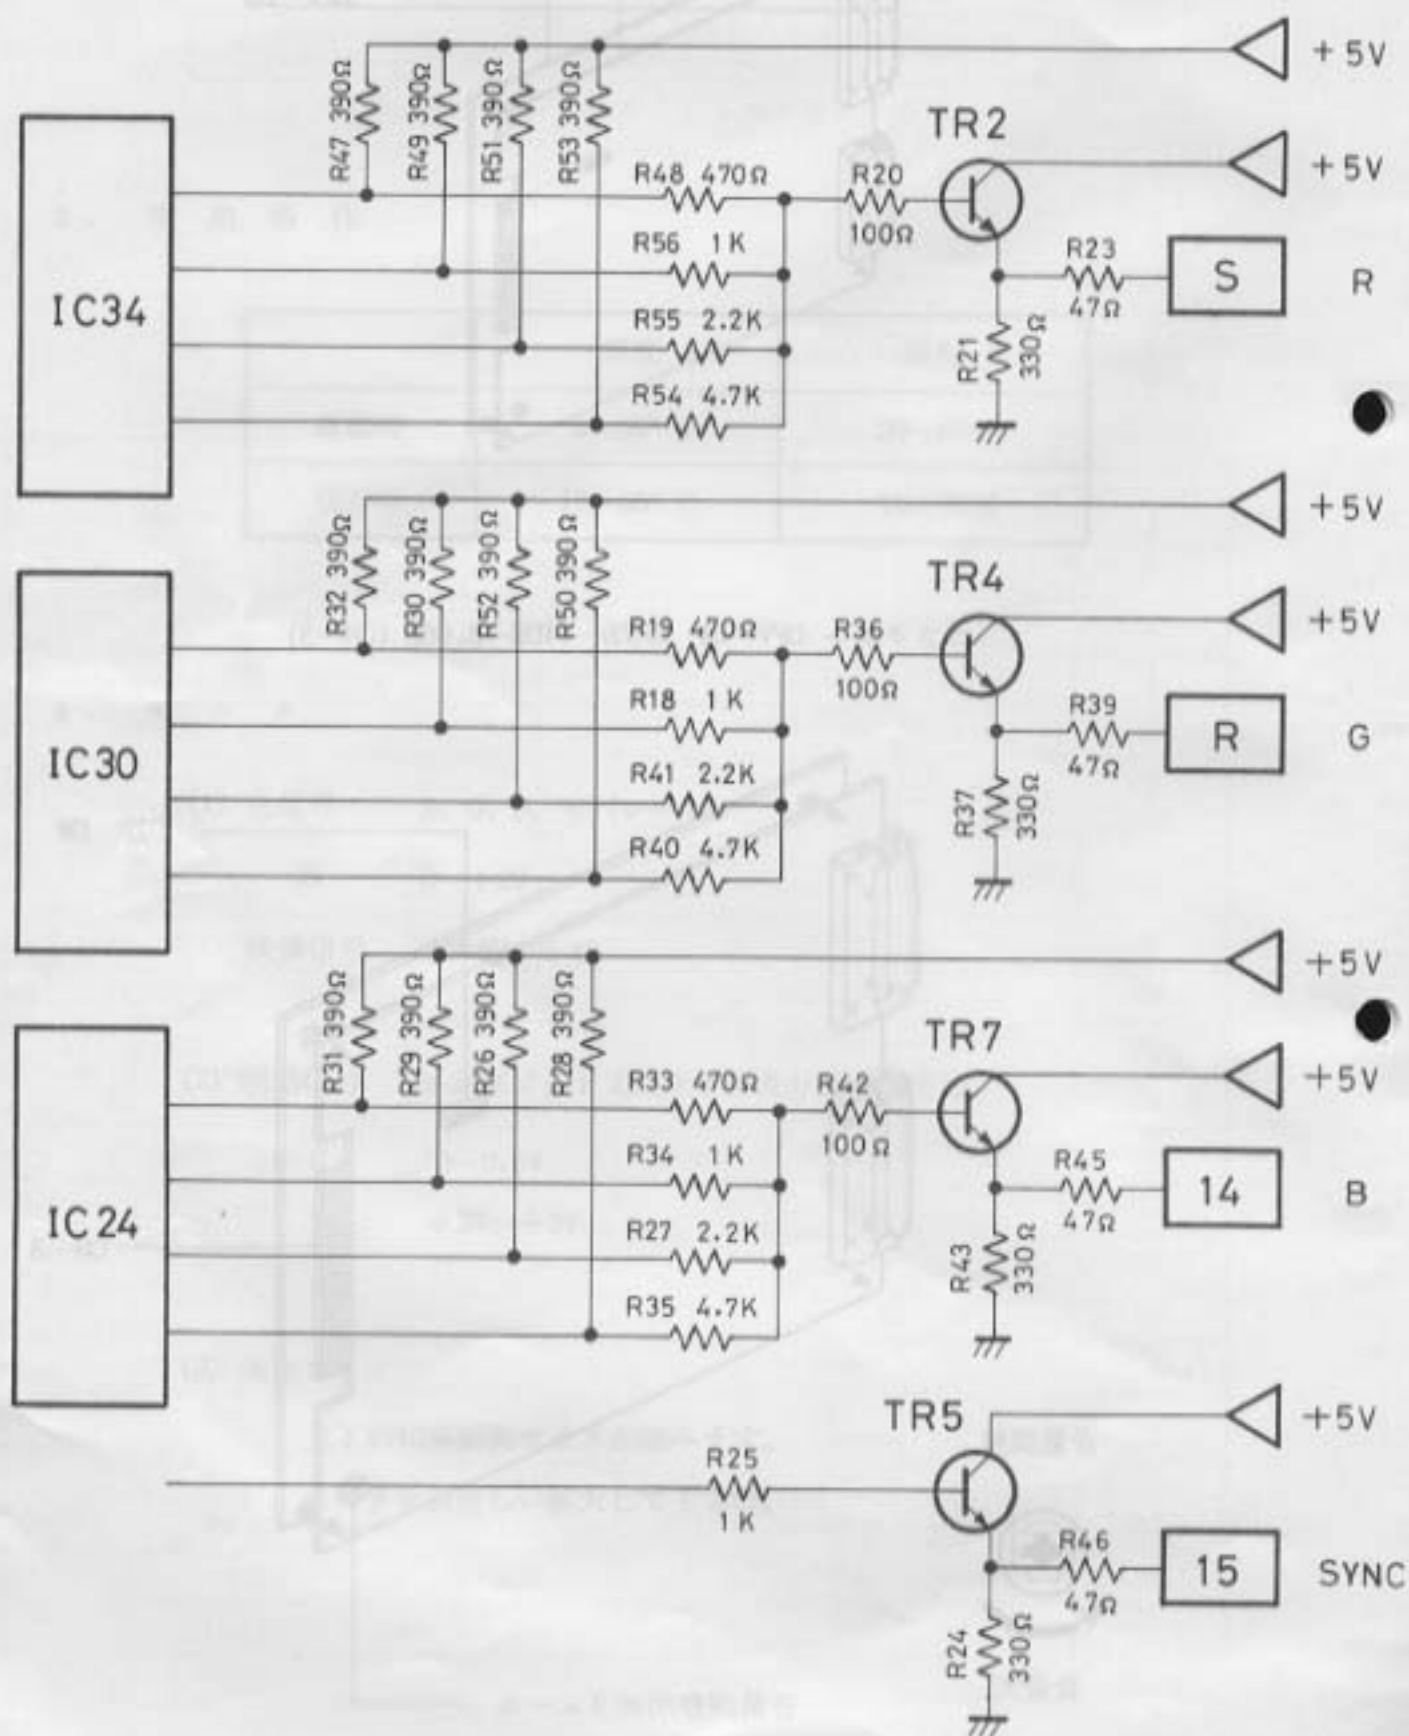 +5V
R47 390Ω
R49 390Ω
R51 390Ω
R53 390Ω
TR2
+5V
R48 470Ω
R20
100Ω
R56 1K
R23
47Ω
S
R
IC34
R55 2.2K
R21
330Ω
R54 4.7K
+5V
R32 390Ω
R30 390Ω
R52 390Ω
R50 390Ω
TR4
+5V
R19 470Ω
R36
100Ω
R18 1K
R39
47Ω
R
G
IC30
R41 2.2K
R37
330Ω
R40 4.7K
+5V
R31 390Ω
R29 390Ω
R26 390Ω
R28 390Ω
TR7
+5V
R33 470Ω
R42
100Ω
R34 1K
R45
47Ω
14
B
IC24
R27 2.2K
R43
330Ω
R35 4.7K
TR5
+5V
R25
1K
R46
47Ω
15
SYNC
R24
330Ω